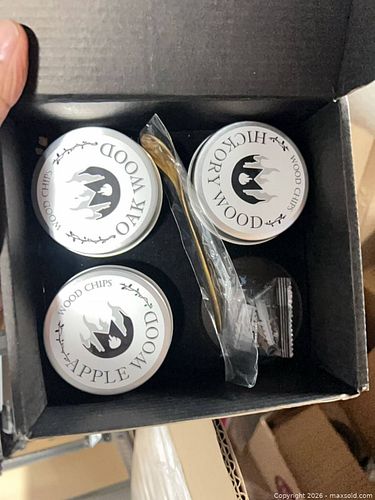 WOOD CHIPS
OAK WOOD
WOOD CHIPS
HICKORY WOOD
WOOD CHIPS
APPLE WOOD
Copyright 2026 - maxsold.com